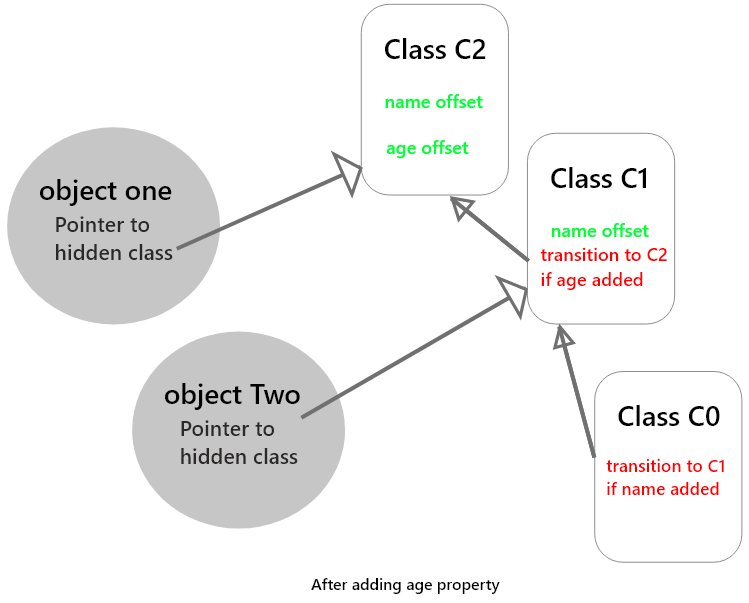 Class C2
name offset
age offset
object one
Pointer to
hidden class
Class C1
name offset
transition to C2
if age added
object Two
Pointer to
hidden class
Class C0
transition to C1
if name added
After adding age property